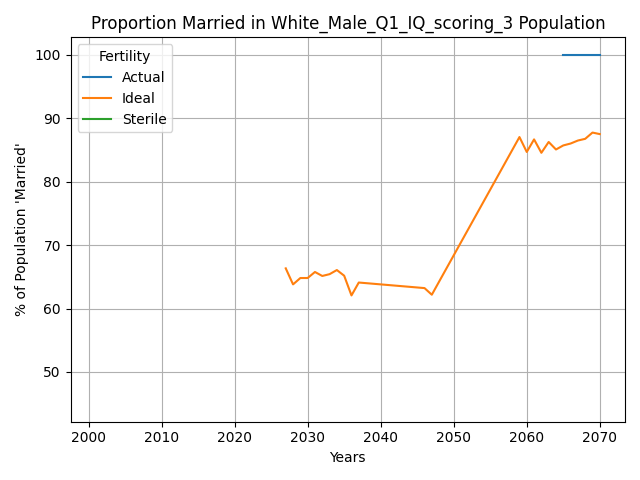 Proportion Married in White_Male_Q1_IQ_scoring_3 Population
Fertility
Actual
Ideal
Sterile
% of Population 'Married'
100
90
80
70
60
50
2000 2010 2020 2030 2040 2050 2060 2070
Years